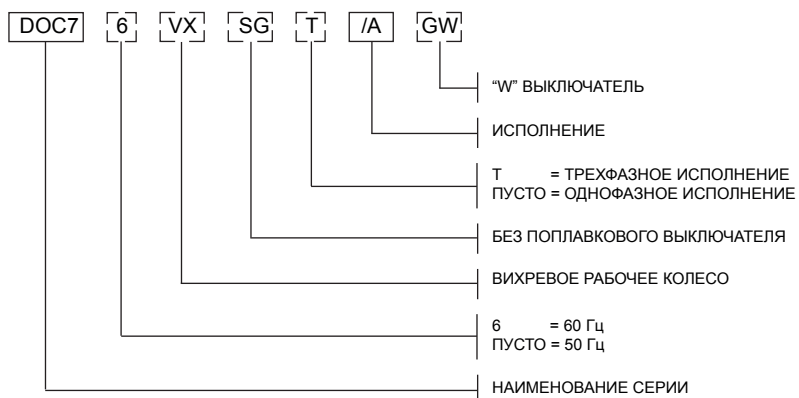 DOC7 6 VX SG T /A GW
“W” ВЫКЛЮЧАТЕЛЬ
ИСПОЛНЕНИЕ
T = ТРЕХФАЗНОЕ ИСПОЛНЕНИЕ
ПУСТО = ОДНОФАЗНОЕ ИСПОЛНЕНИЕ
БЕЗ ПОПЛАВКОВОГО ВЫКЛЮЧАТЕЛЯ
ВИХРЕВОЕ РАБОЧЕЕ КОЛЕСО
6 = 60 Гц
ПУСТО = 50 Гц
НАИМЕНОВАНИЕ СЕРИИ